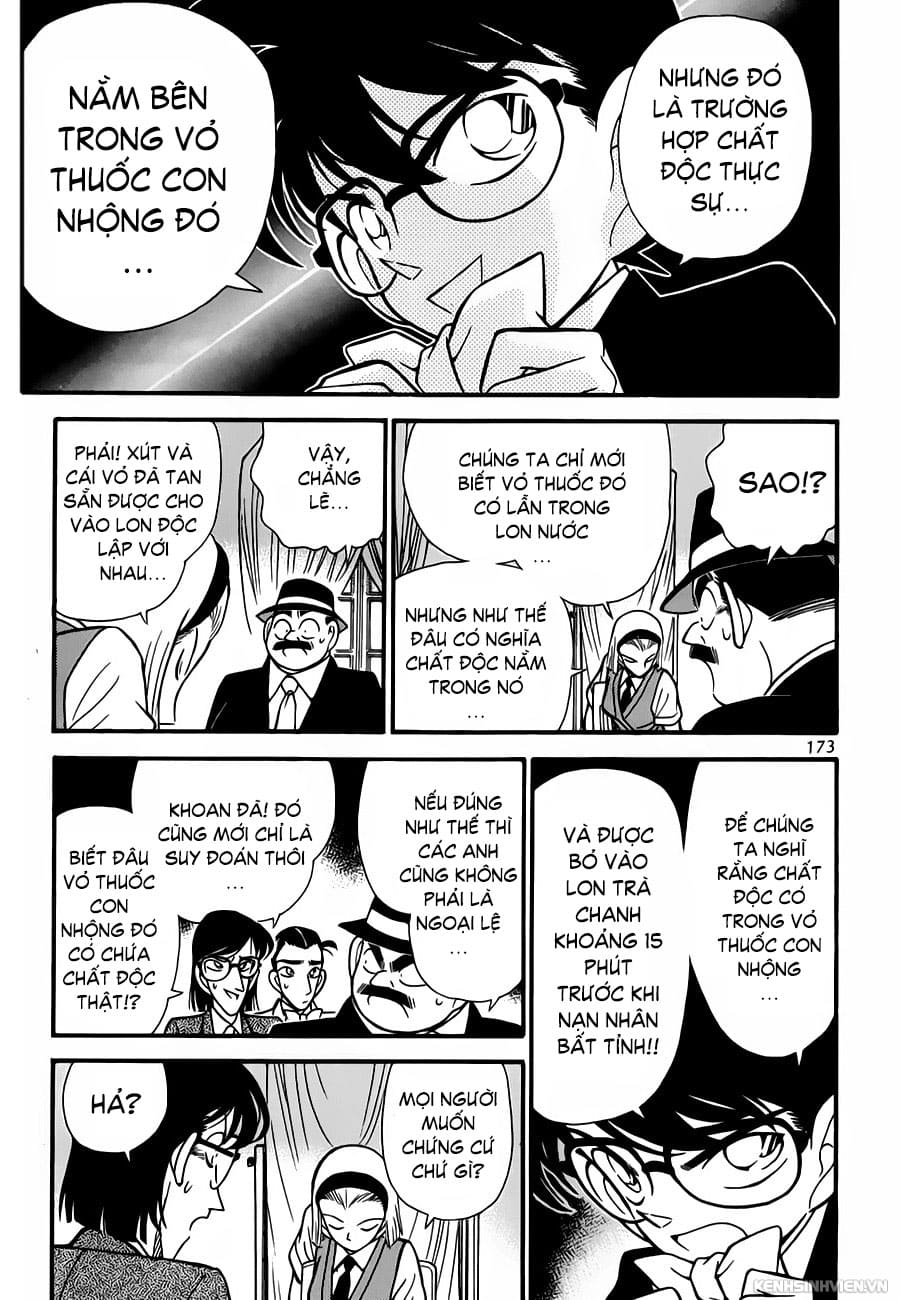 NHƯNG ĐÓ
LÀ TRƯỜNG
HỢP CHẤT
ĐỘC THỰC
SỰ...
NẰM BÊN
TRONG VỎ
THUỐC CON
NHỘNG ĐÓ
...
SAO!?
CHÚNG TA CHỈ MỚI
BIẾT VỎ THUỐC ĐÓ
CÓ LẪN TRONG
LON NƯỚC
...
NHƯNG NHƯ THẾ
ĐÂU CÓ NGHĨA
CHẤT ĐỘC NẰM
TRONG NÓ
...
VẬY,
CHẲNG
LẼ...
PHẢI! XÚT VÀ
CÁI VỎ ĐÃ TAN
SẴN ĐƯỢC CHO
VÀO LON ĐỘC
LẬP VỚI
NHAU...
173
ĐỂ CHÚNG
TA NGHĨ
RẰNG CHẤT
ĐỘC CÓ
TRONG VỎ
THUỐC CON
NHỘNG
...
VÀ ĐƯỢC
BỎ VÀO
LON TRÀ
CHANH
KHOẢNG 15
PHÚT
TRƯỚC KHI
NẠN NHÂN
BẤT TỈNH!!
NẾU ĐÚNG
NHƯ THẾ THÌ
CÁC ANH
CŨNG KHÔNG
PHẢI LÀ
NGOẠI LỆ
...
KHOAN ĐÃ! ĐÓ
CŨNG MỚI CHỈ LÀ
SUY ĐOÁN THÔI
...
BIẾT ĐÂU
VỎ THUỐC
CON
NHỘNG ĐÓ
CÓ CHỨA
CHẤT ĐỘC
THẬT!?
MỌI NGƯỜI
MUỐN
CHỨNG CỨ
CHỨ GÌ?
HẢ?
KENHSINHVIEN.VN